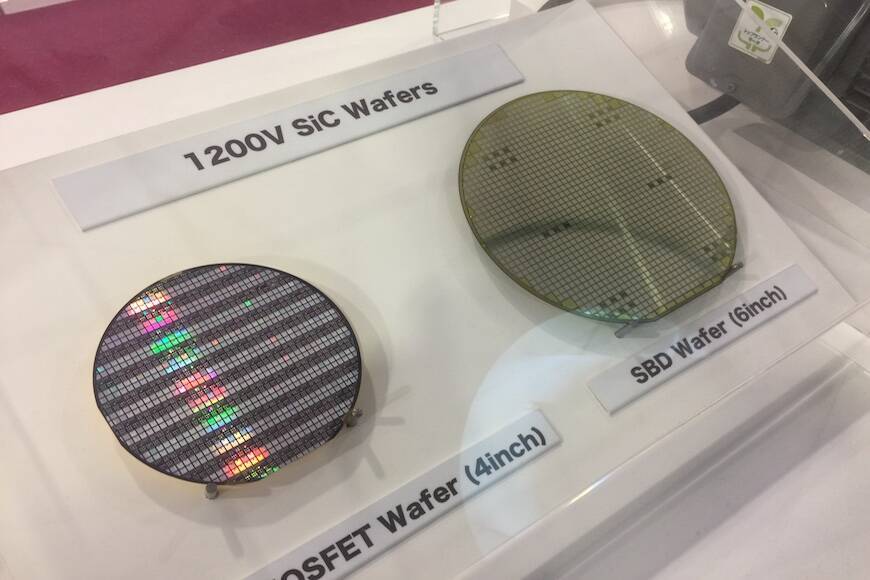 1200V SiC Wafers
SBD Wafer (6inch)
OSFET Wafer (4inch)